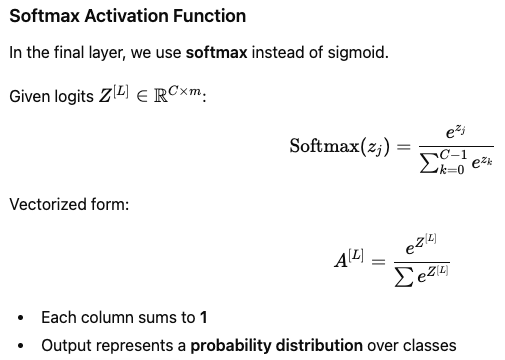 Softmax Activation Function
In the final layer, we use softmax instead of sigmoid.
Given logits $Z^{[L]} \in \mathbb{R}^{C \times m}$:
$\text{Softmax}(z_j) = \frac{e^{z_j}}{\sum_{k=0}^{C-1} e^{z_k}}$
Vectorized form:
$A^{[L]} = \frac{e^{Z^{[L]}}}{\sum e^{Z^{[L]}}}$
• Each column sums to 1
• Output represents a probability distribution over classes